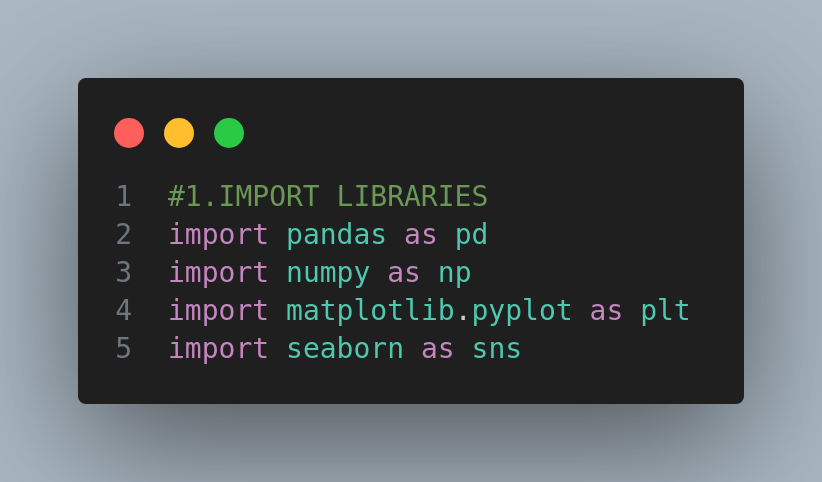 1 #1.IMPORT LIBRARIES
2 import pandas as pd
3 import numpy as np
4 import matplotlib.pyplot as plt
5 import seaborn as sns